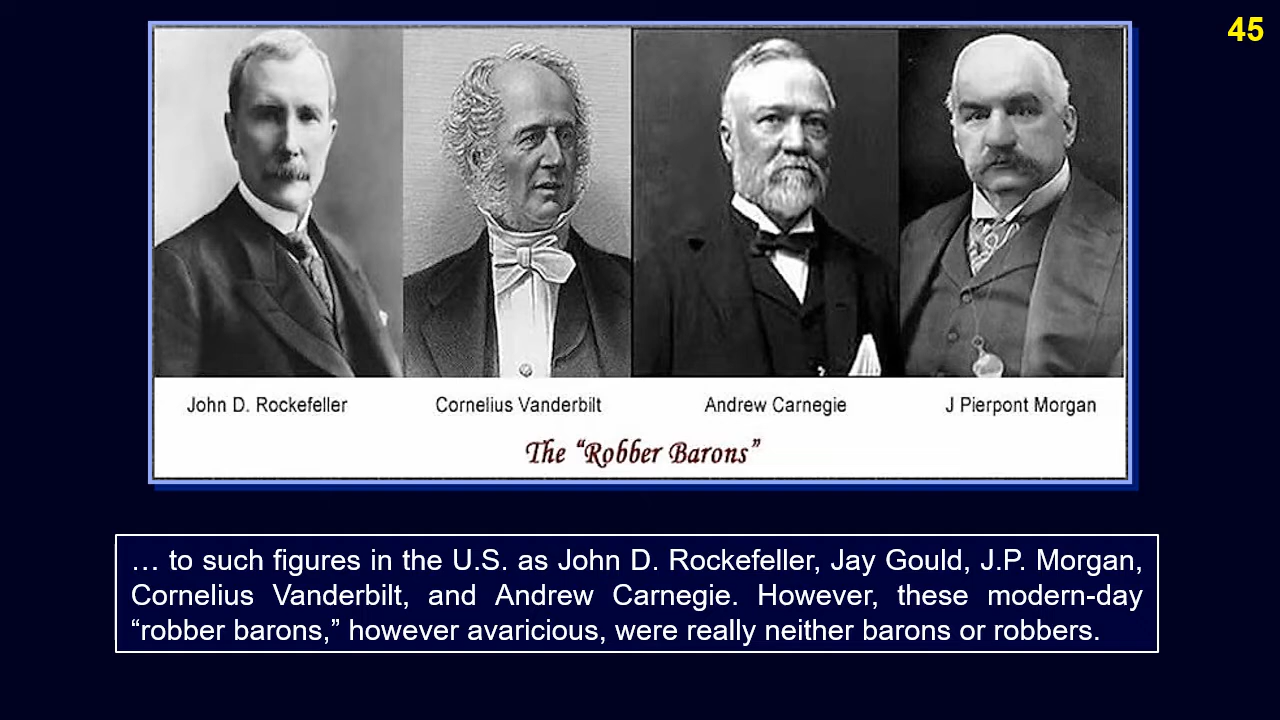 45
John D. Rockefeller
Cornelius Vanderbilt
Andrew Carnegie
J Pierpont Morgan
The “Robber Barons”
… to such figures in the U.S. as John D. Rockefeller, Jay Gould, J.P. Morgan,
Cornelius Vanderbilt, and Andrew Carnegie. However, these modern-day
“robber barons,” however avaricious, were really neither barons or robbers.